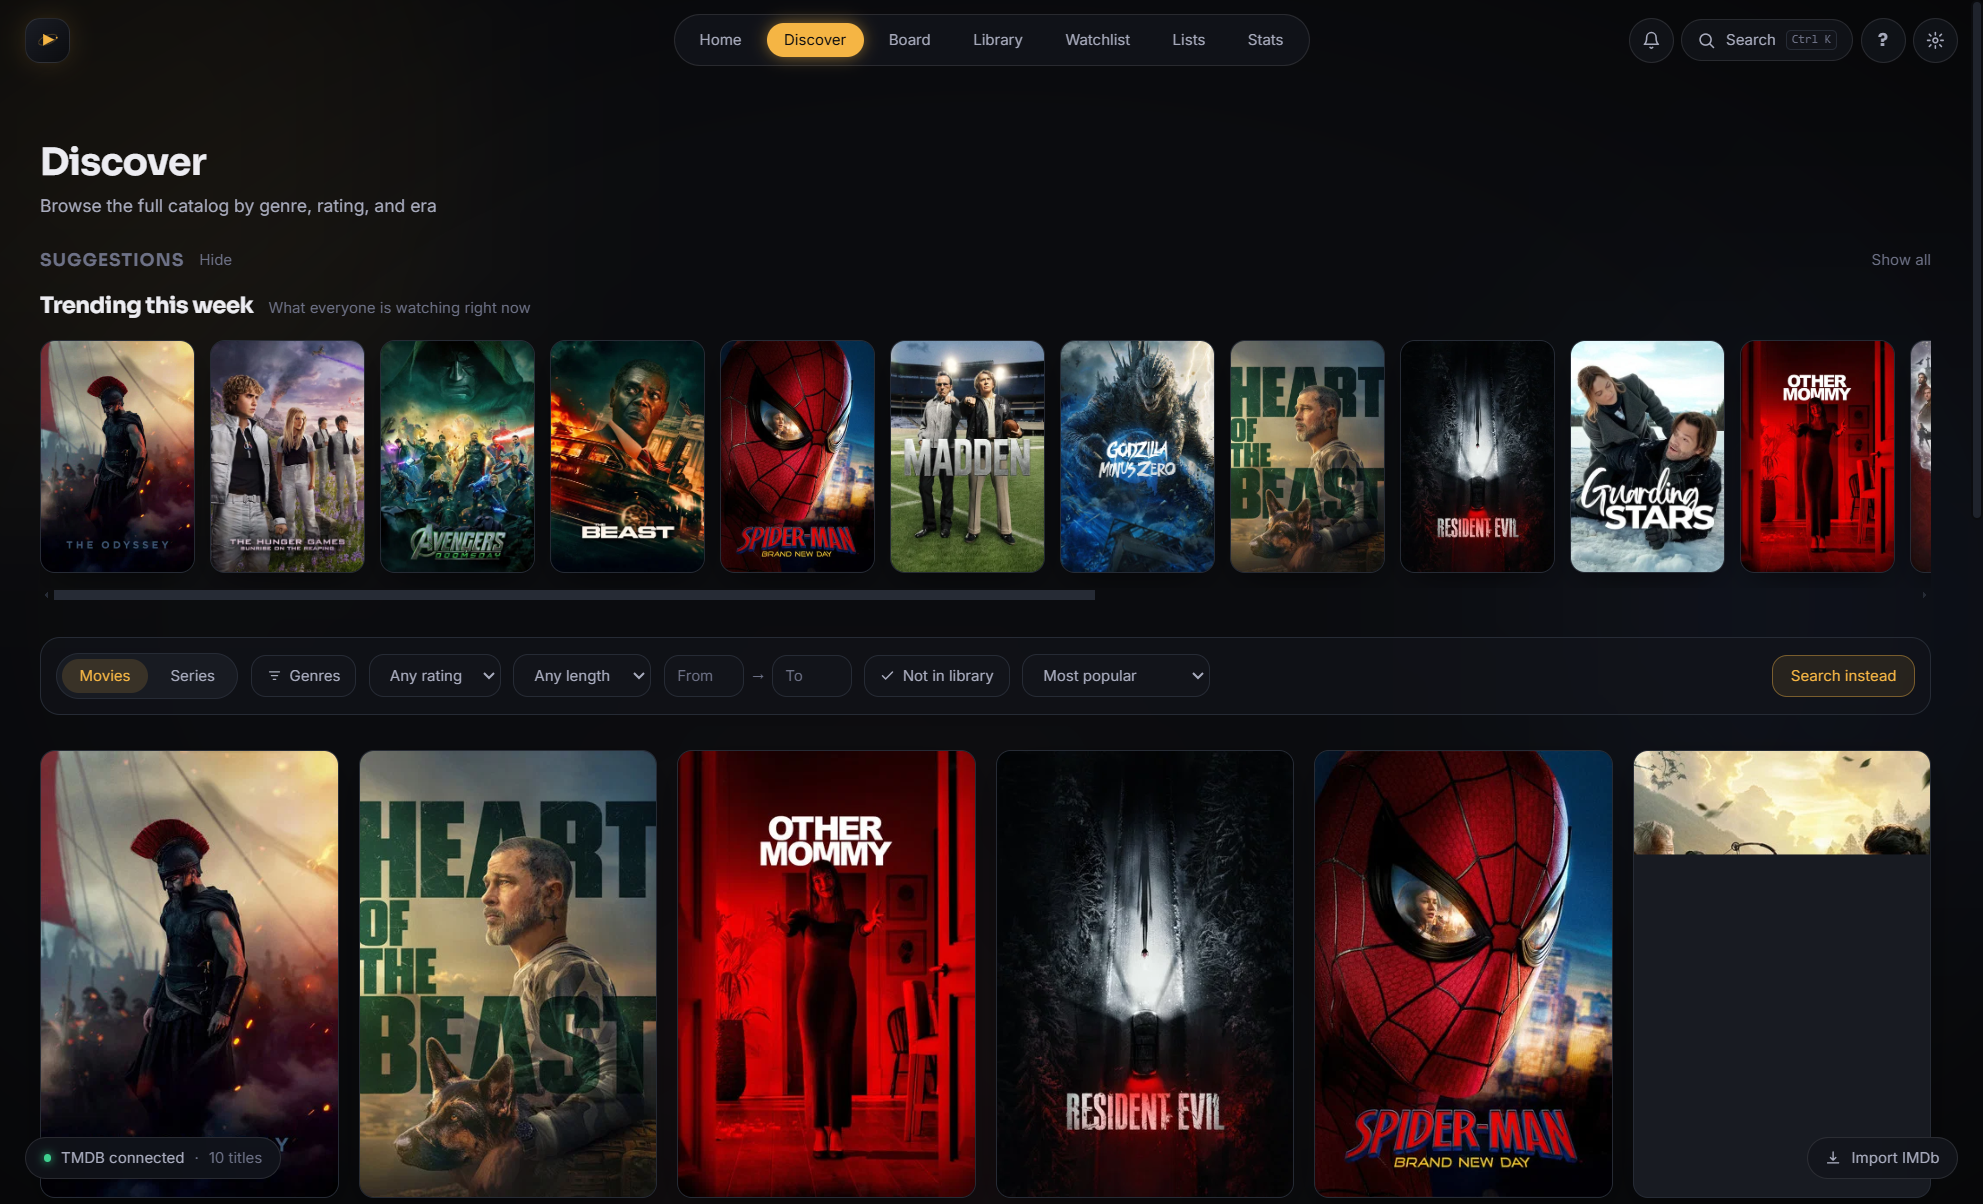 Home Discover Board Library Watchlist Lists Stats Search Ctrl K ?
Discover
Browse the full catalog by genre, rating, and era
SUGGESTIONS Hide Show all
Trending this week What everyone is watching right now
THE ODYSSEY
THE HUNGER GAMES
SUNRISE ON THE REAPING
AVENGERS
DOOMSDAY
THE
BEAST
SPIDER-MAN
BRAND NEW DAY
MADDEN
GODZILLA
MINUS ZERO
HEART
OF
THE
BEAST
RESIDENT EVIL
Guarding
STARS
OTHER
MOMMY
Movies Series Genres Any rating Any length From → To Not in library Most popular Search instead
Y
HEART
OF
THE
BEAST
OTHER
MOMMY
RESIDENT EVIL
SPIDER-MAN
BRAND NEW DAY
TMDB connected · 10 titles
Import IMDb